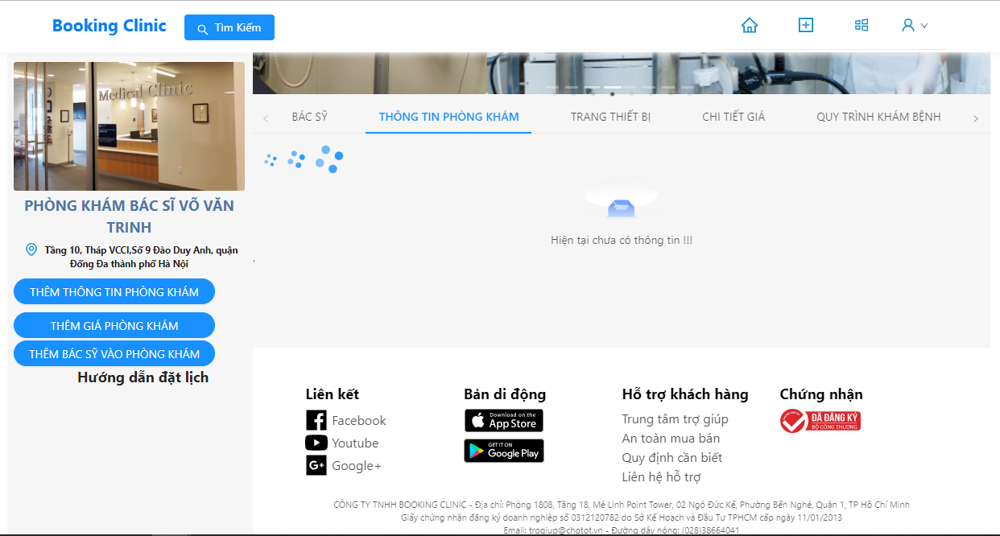 Booking Clinic
Tìm Kiếm
Medical Clinic
PHÒNG KHÁM BÁC SĨ VÕ VĂN
TRINH
Tầng 10, Tháp VCCI,Số 9 Đào Duy Anh, quận
Đống Đa thành phố Hà Nội
THÊM THÔNG TIN PHÒNG KHÁM
THÊM GIÁ PHÒNG KHÁM
THÊM BÁC SỸ VÀO PHÒNG KHÁM
Hướng dẫn đặt lịch
BÁC SỸ
THÔNG TIN PHÒNG KHÁM
TRANG THIẾT BỊ
CHI TIẾT GIÁ
QUY TRÌNH KHÁM BỆNH
Hiện tại chưa có thông tin !!!
,
Liên kết
Facebook
Youtube
G+ Google+
Bản di động
Download on the
App Store
GET IT ON
Google Play
Hỗ trợ khách hàng
Trung tâm trợ giúp
An toàn mua bán
Quy định cần biết
Liên hệ hỗ trợ
Chứng nhận
ĐÃ ĐĂNG KÝ
BỘ CÔNG THƯƠNG
CÔNG TY TNHH BOOKING CLINIC - Địa chỉ: Phòng 1808, Tầng 18, Mê Linh Point Tower, 02 Ngô Đức Kế, Phường Bến Nghé, Quận 1, TP Hồ Chí Minh
Giấy chứng nhận đăng ký doanh nghiệp số 0312120782 do Sở Kế Hoạch và Đầu Tư TPHCM cấp ngày 11/01/2013
Email: trogiup@chotot.vn - Đường dây nóng: (028)38664041